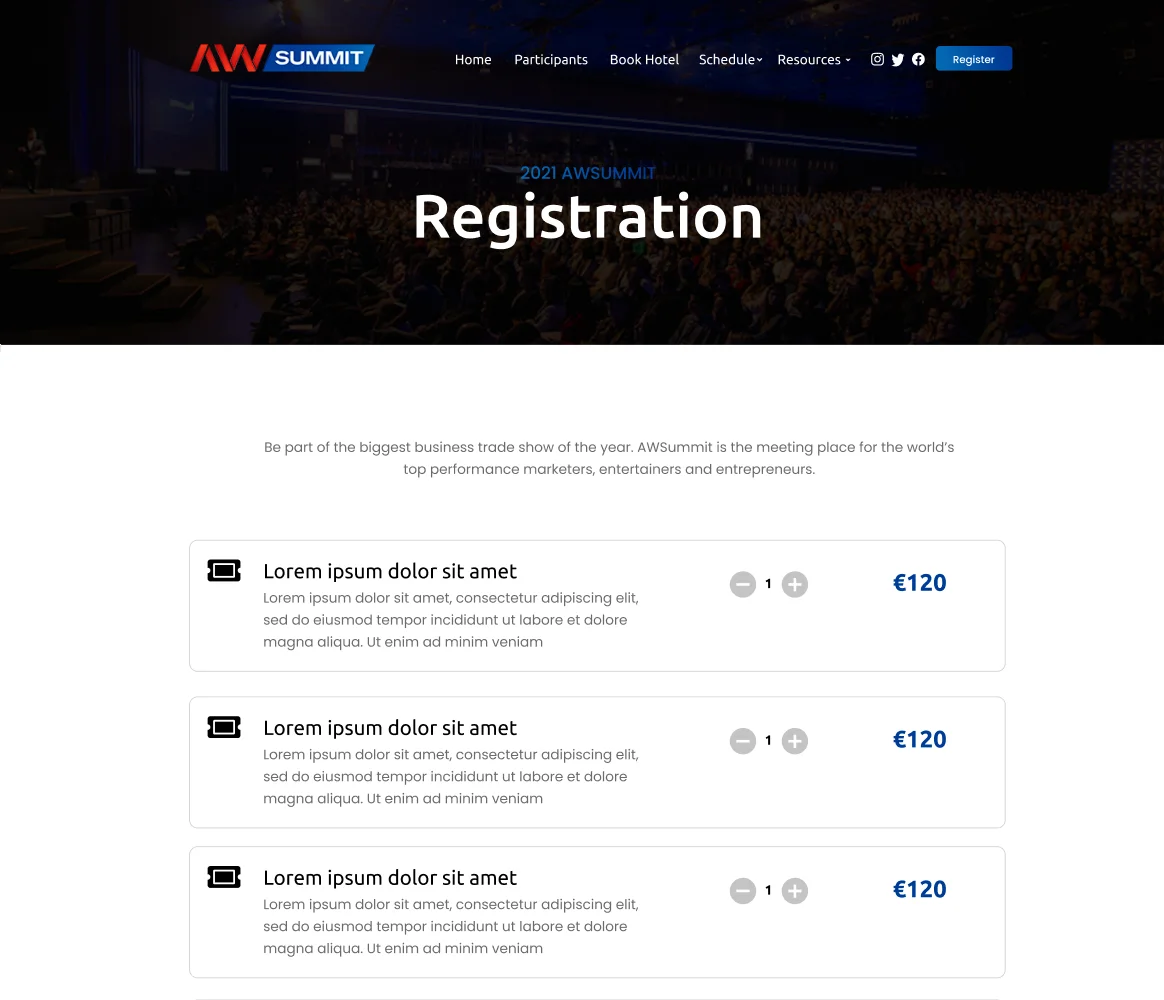 AW SUMMIT
Home Participants Book Hotel Schedule Resources Register
2021 AWSUMMIT
Registration
Be part of the biggest business trade show of the year. AWSummit is the meeting place for the world’s
top performance marketers, entertainers and entrepreneurs.
Lorem ipsum dolor sit amet
Lorem ipsum dolor sit amet, consectetur adipiscing elit,
sed do eiusmod tempor incididunt ut labore et dolore
magna aliqua. Ut enim ad minim veniam
1
€120
Lorem ipsum dolor sit amet
Lorem ipsum dolor sit amet, consectetur adipiscing elit,
sed do eiusmod tempor incididunt ut labore et dolore
magna aliqua. Ut enim ad minim veniam
1
€120
Lorem ipsum dolor sit amet
Lorem ipsum dolor sit amet, consectetur adipiscing elit,
sed do eiusmod tempor incididunt ut labore et dolore
magna aliqua. Ut enim ad minim veniam
1
€120